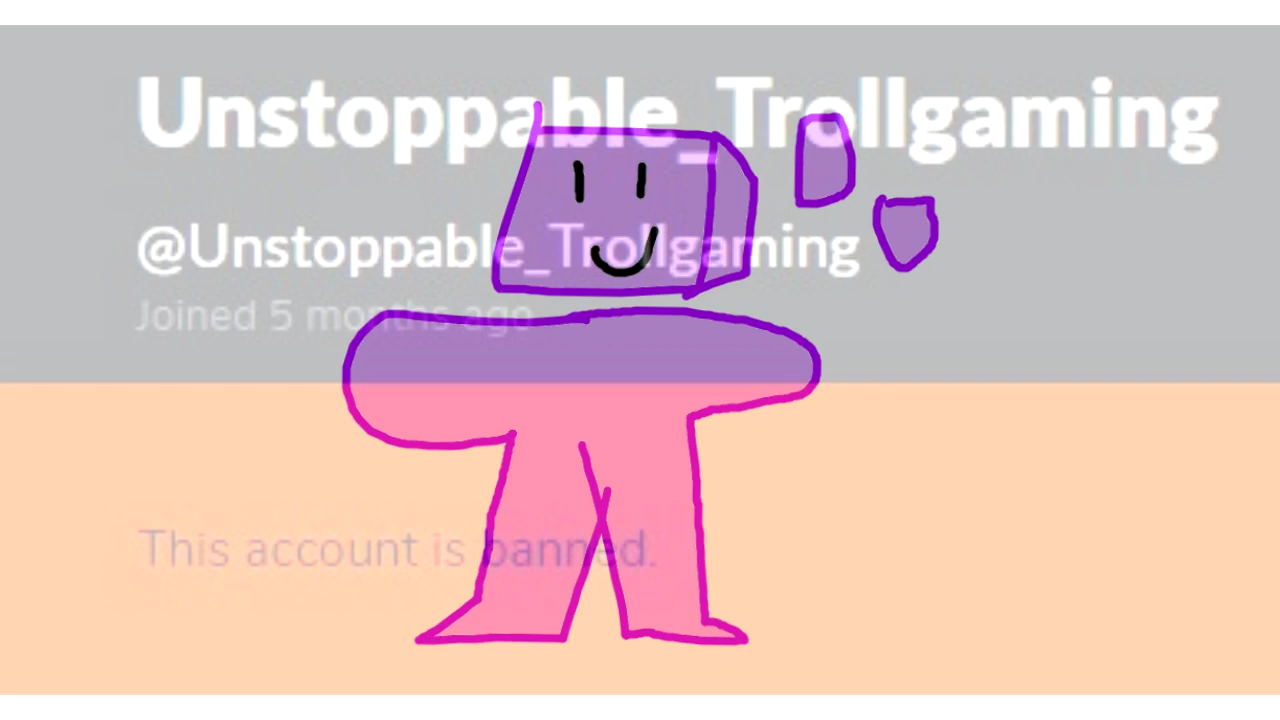 Unstoppable_Trollgaming
@Unstoppable_Trollgaming
Joined 5 months ago
This account is banned.